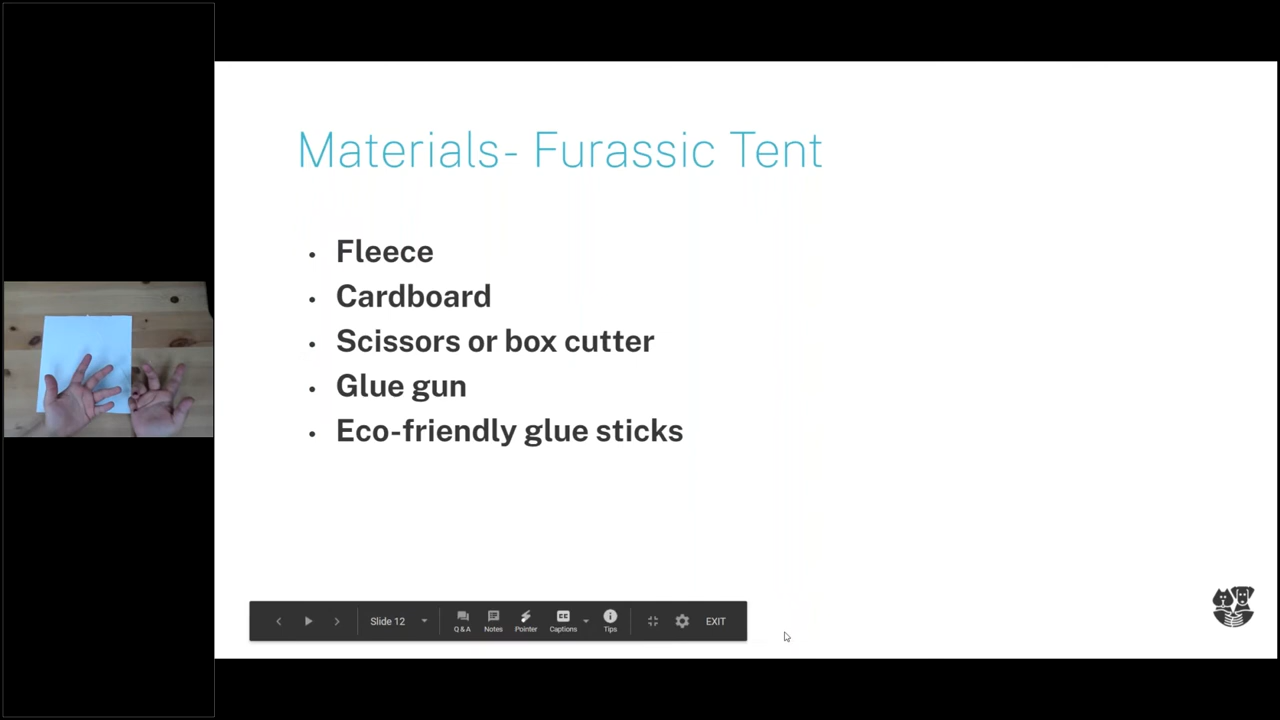 Materials- Furassic Tent
• Fleece
• Cardboard
• Scissors or box cutter
• Glue gun
• Eco-friendly glue sticks
Slide 12
Q&A
Notes
Pointer
CC
Captions
Tips
EXIT